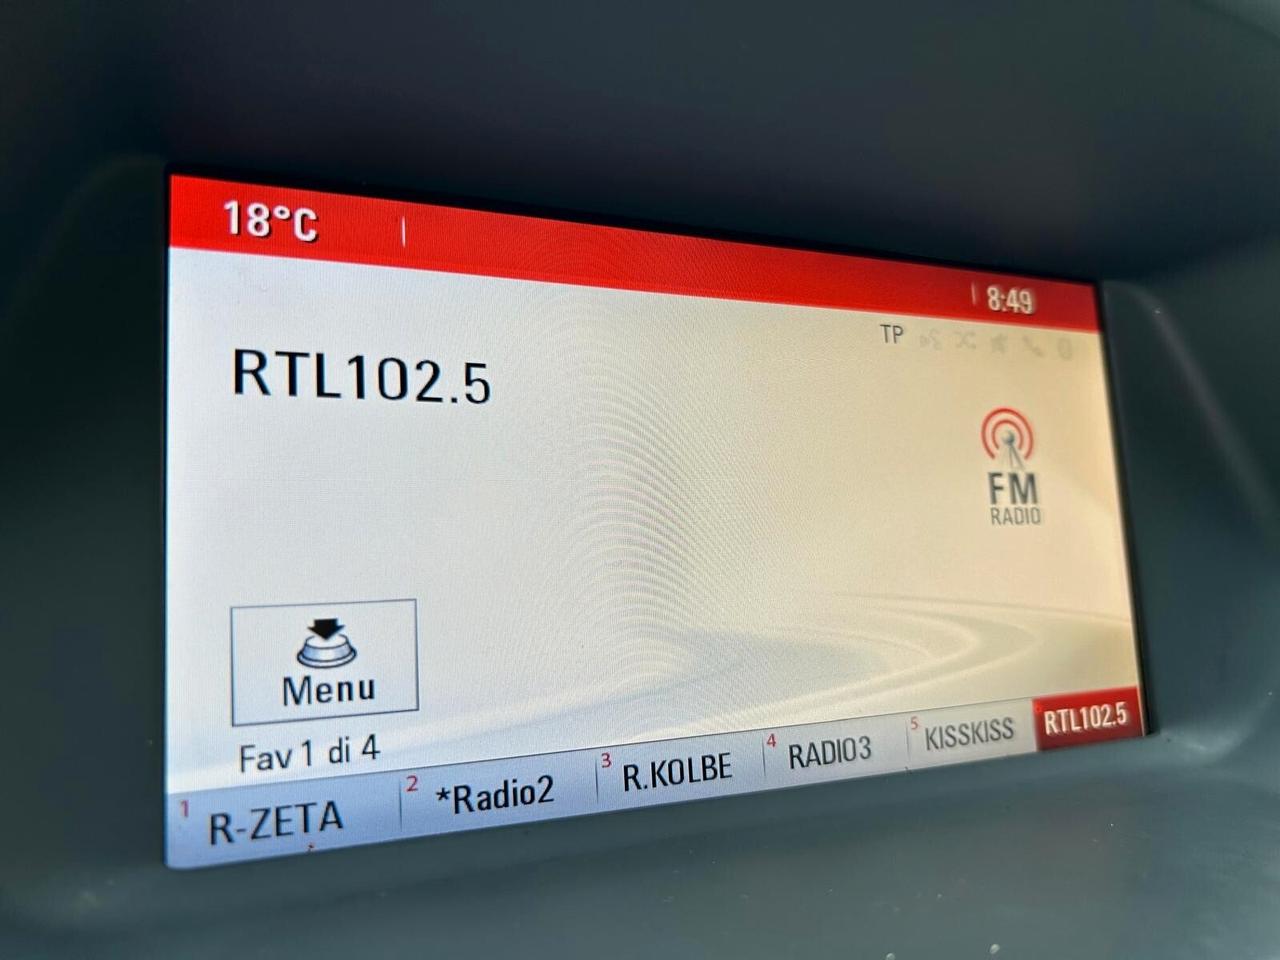 18°C
8:49
TP
RTL102.5
FM
RADIO
Menu
Fav 1 di 4
1 R-ZETA 2 *Radio2 3 R.KOLBE 4 RADIO3 5 KISSKISS RTL102.5